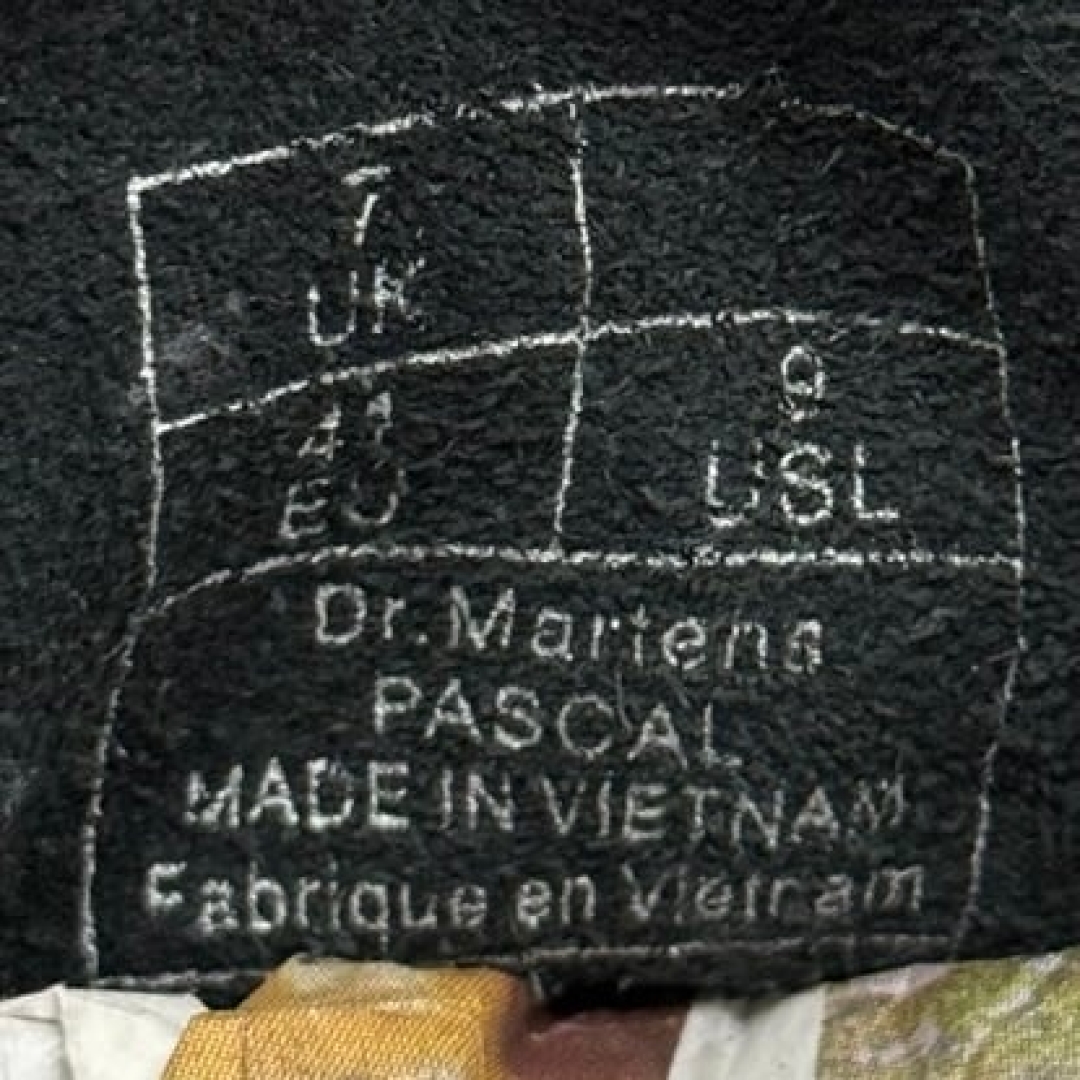 7
UK
41
EU
9
USL
Dr. Martens
PASCAL
MADE IN VIETNAM
Fabrique en Vietnam